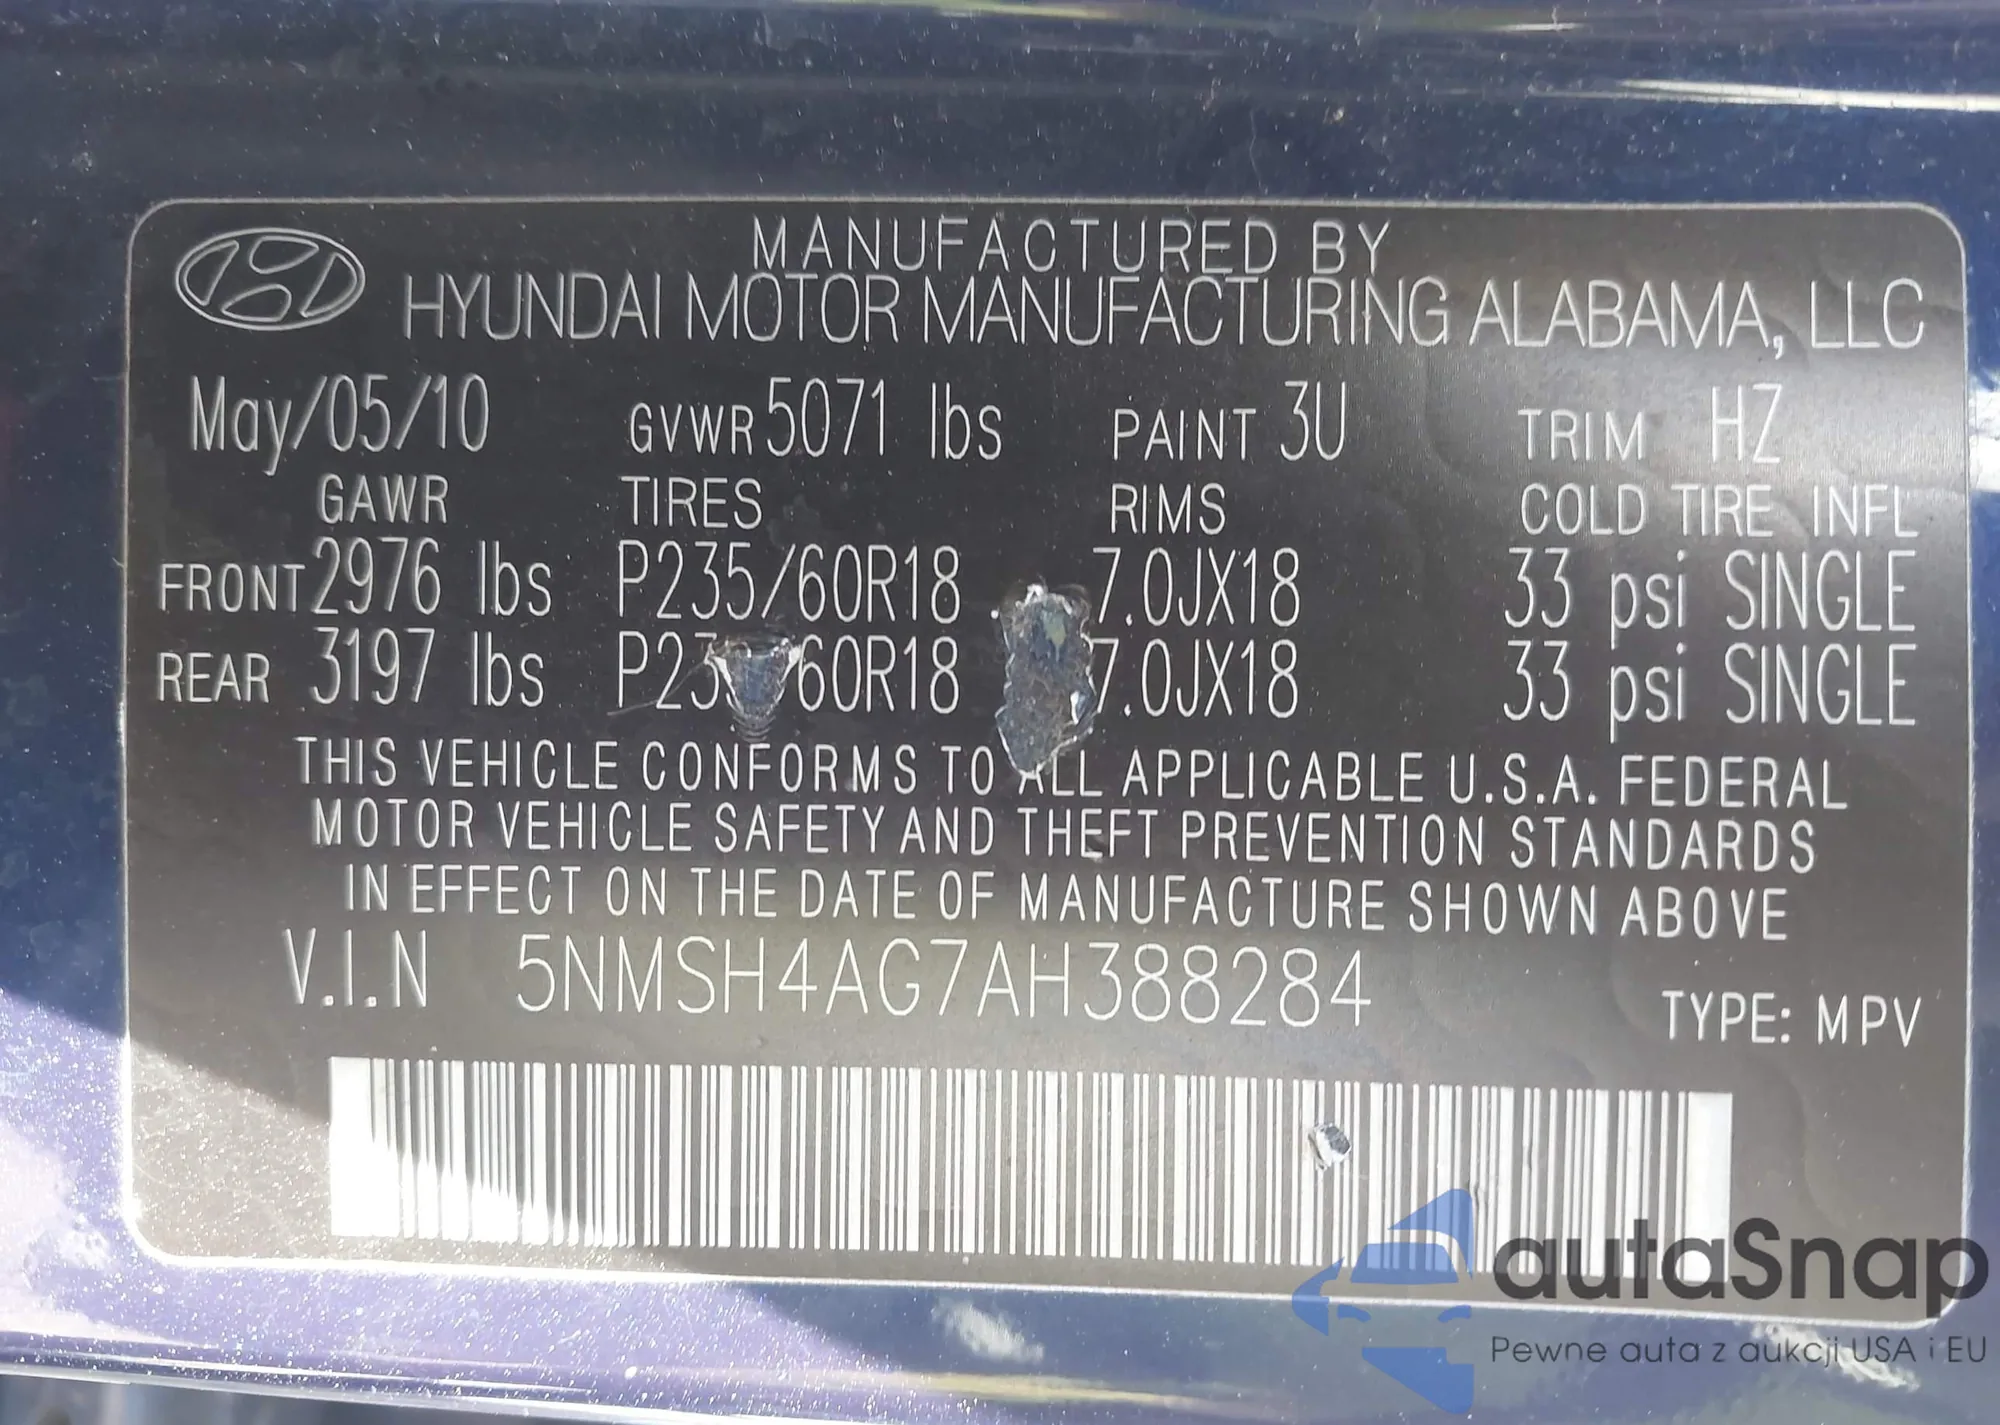 MANUFACTURED BY
HYUNDAI MOTOR MANUFACTURING ALABAMA, LLC
May/05/10 GVWR 5071 lbs PAINT 3U TRIM HZ
GAWR TIRES RIMS COLD TIRE INFL
FRONT 2976 lbs P235/60R18 7.0JX18 33 psi SINGLE
REAR 3197 lbs 7.0JX18 33 psi SINGLE
THIS VEHICLE CONFORMS TO ALL APPLICABLE U.S.A. FEDERAL
MOTOR VEHICLE SAFETY AND THEFT PREVENTION STANDARDS
IN EFFECT ON THE DATE OF MANUFACTURE SHOWN ABOVE
V.I.N 5NMSH4AG7AH388284
TYPE: MPV
autaSnap
Pewne auta z aukcji USA i EU